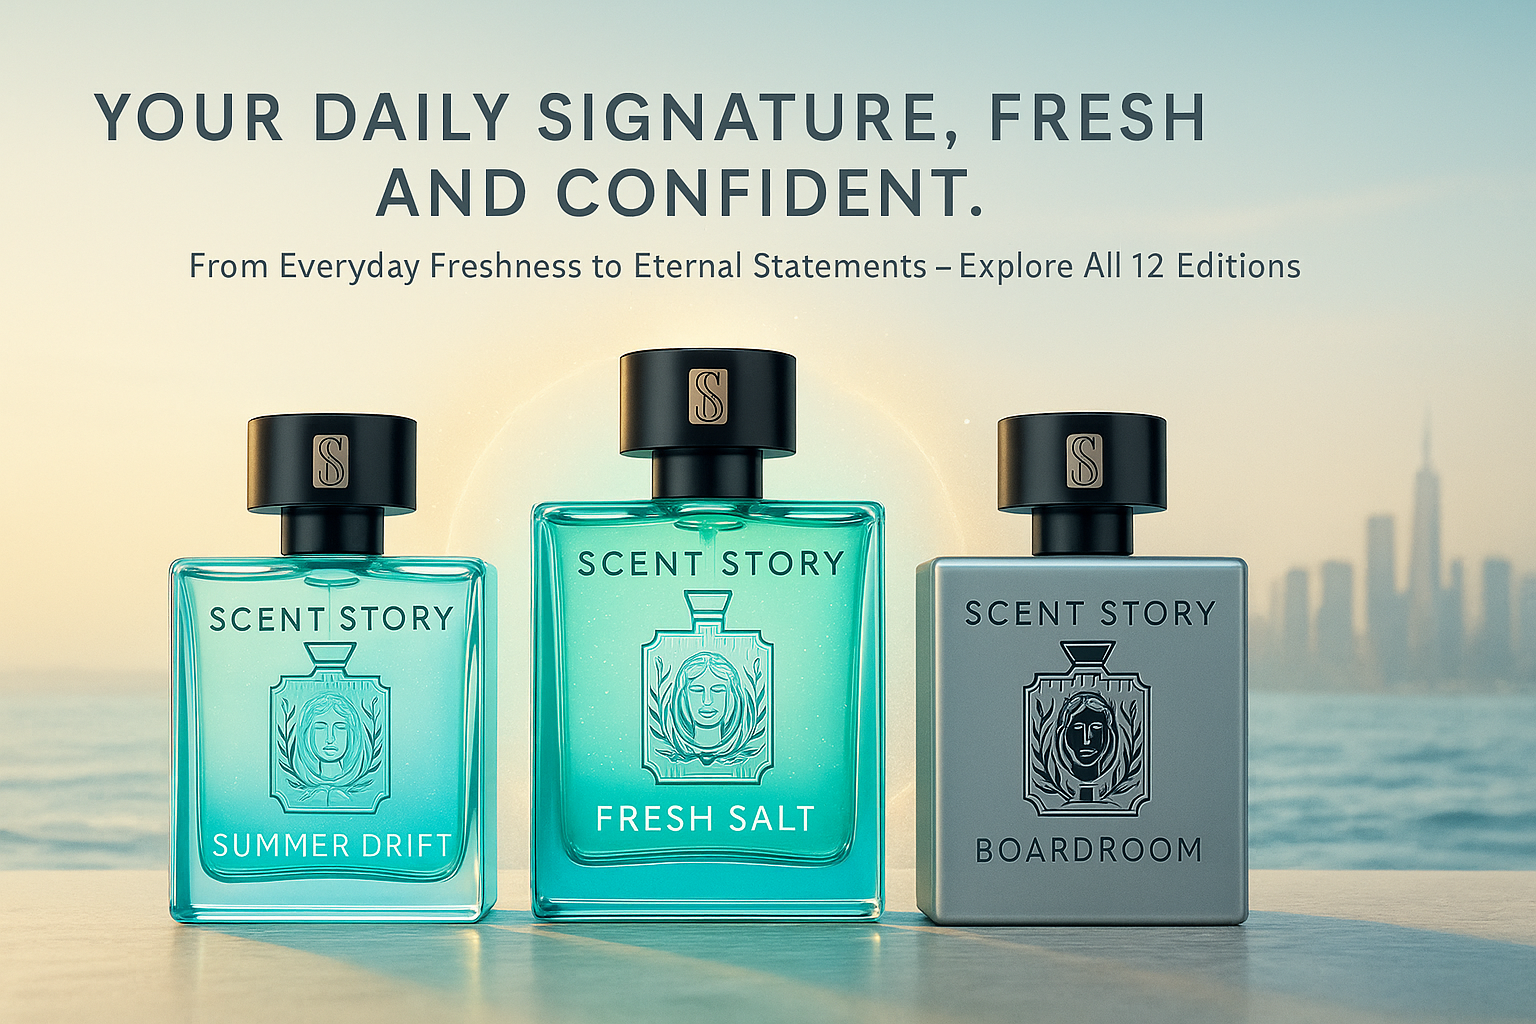 YOUR DAILY SIGNATURE, FRESH
AND CONFIDENT.
From Everyday Freshness to Eternal Statements – Explore All 12 Editions
S
SCENT STORY
SUMMER DRIFT
S
SCENT STORY
FRESH SALT
S
SCENT STORY
BOARDROOM